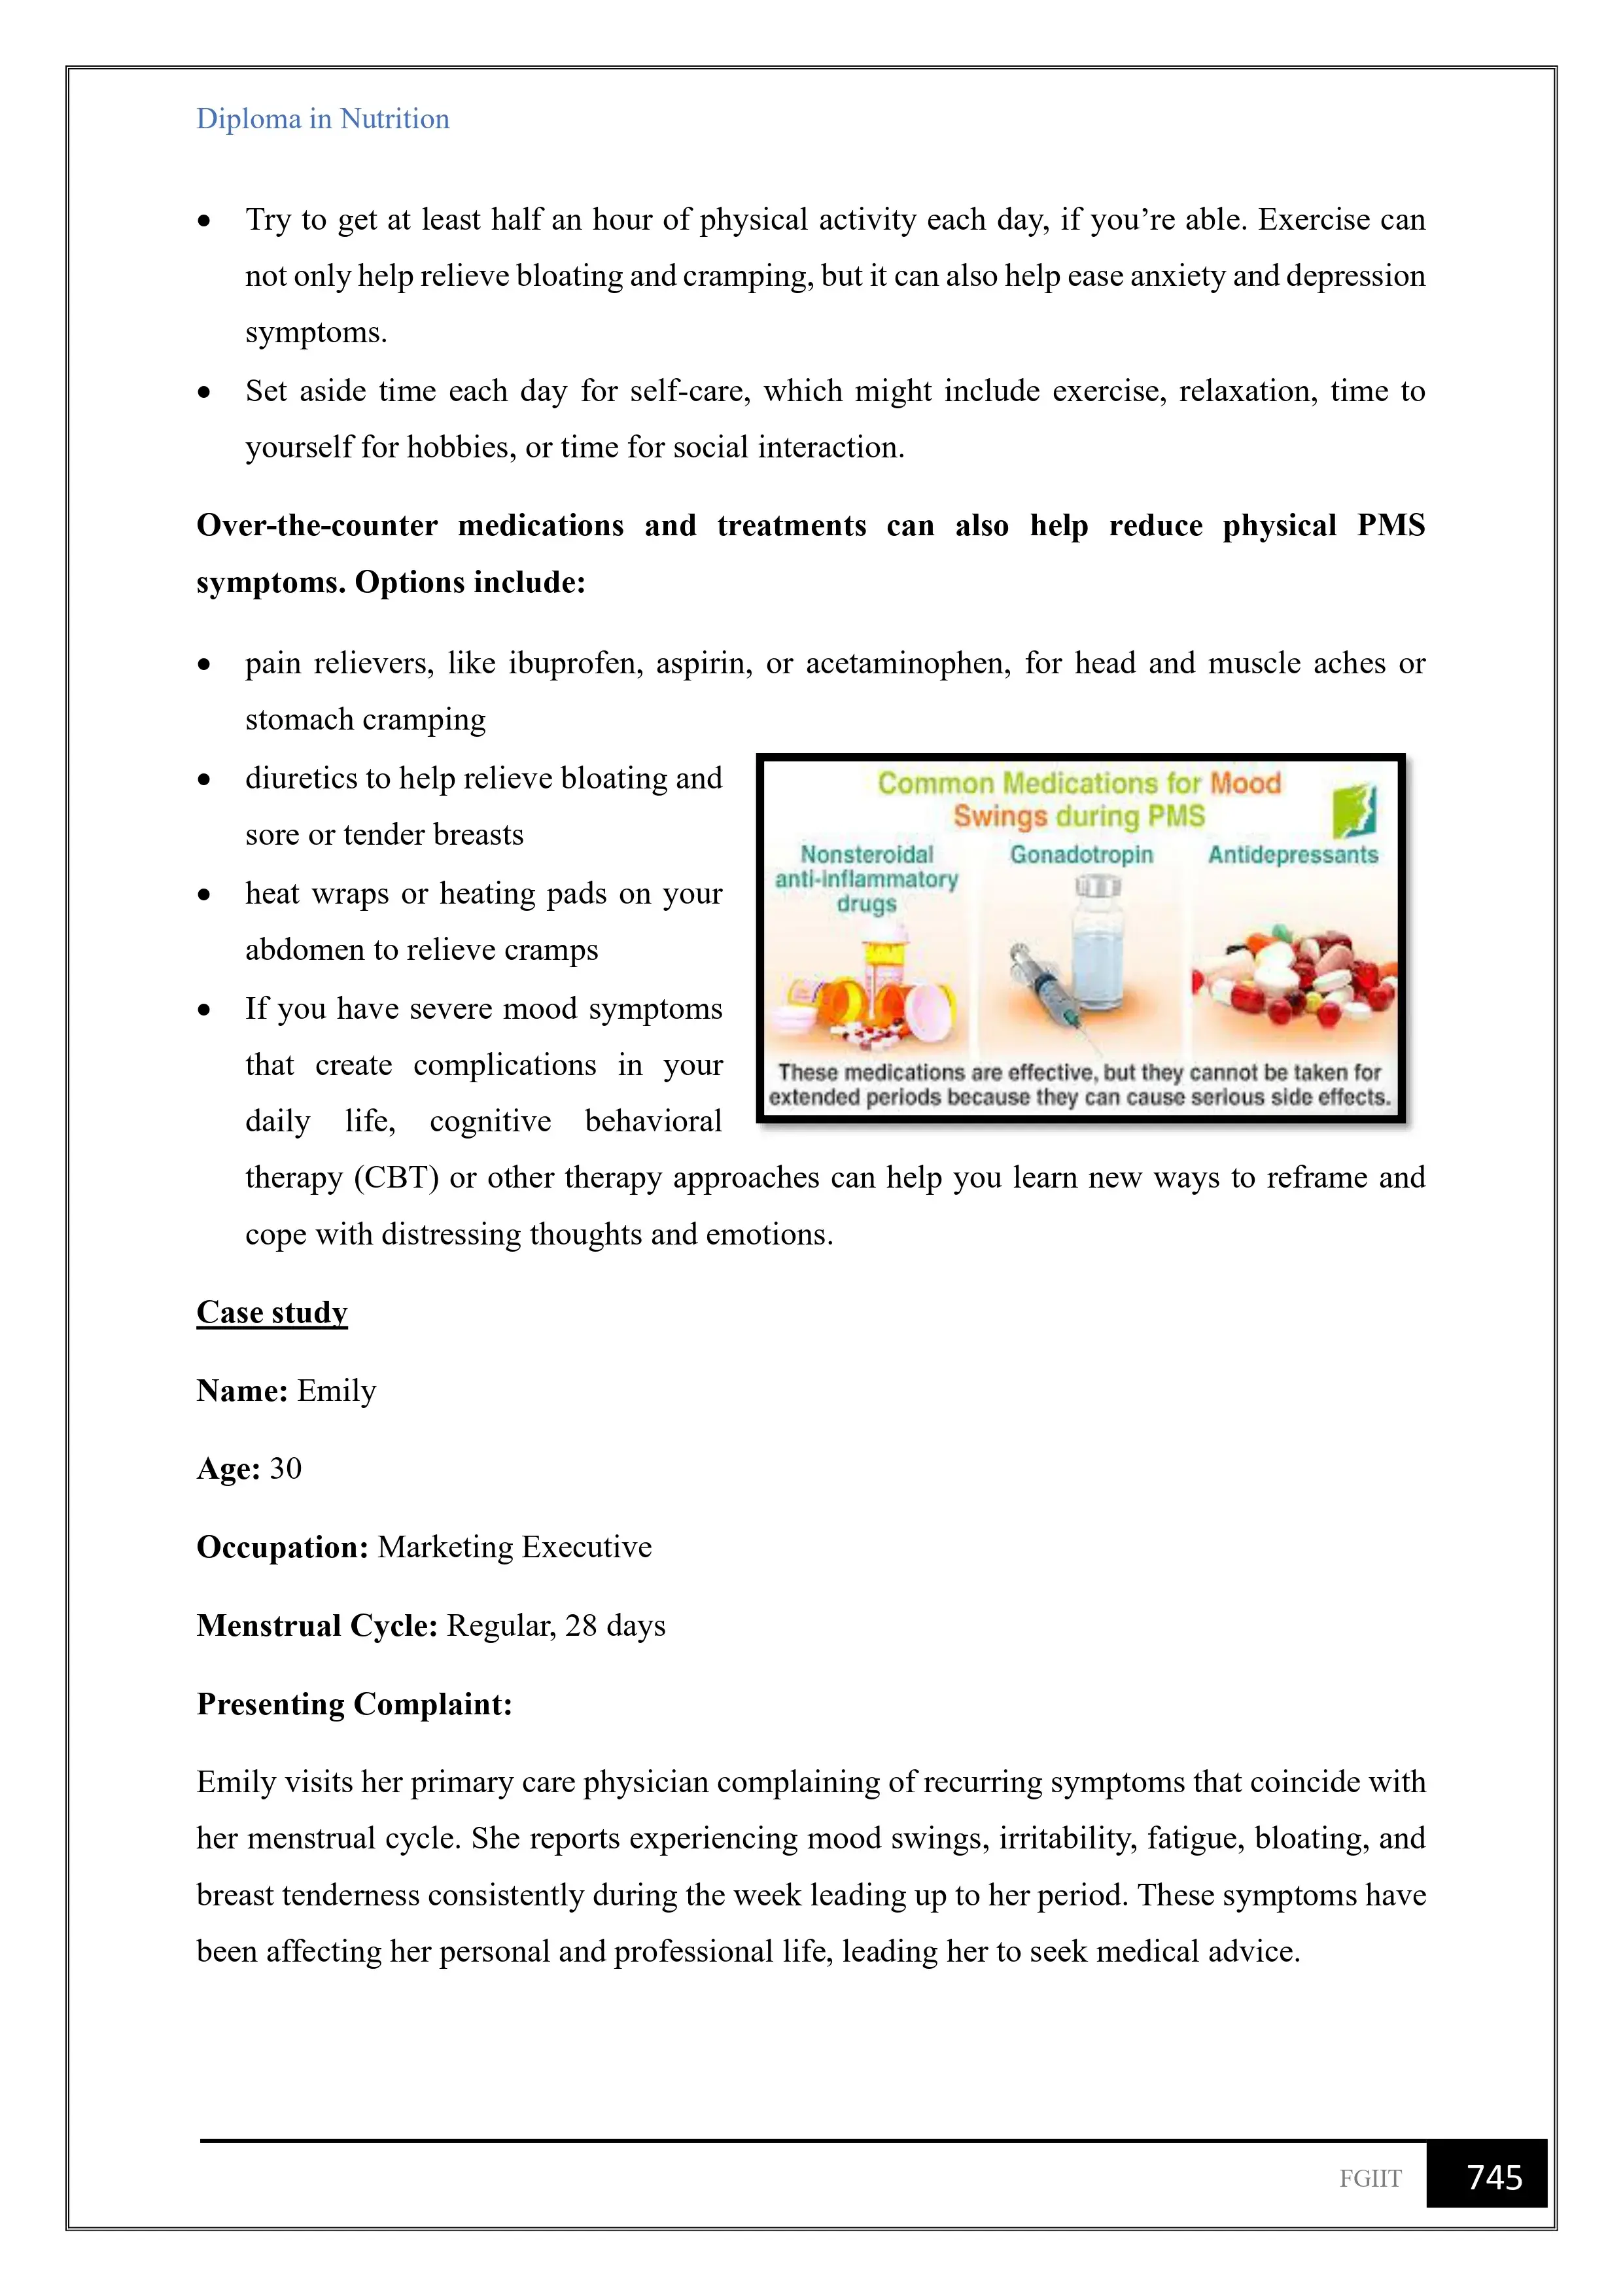 Diploma in Nutrition
• Try to get at least half an hour of physical activity each day, if you’re able. Exercise can
not only help relieve bloating and cramping, but it can also help ease anxiety and depression
symptoms.
• Set aside time each day for self-care, which might include exercise, relaxation, time to
yourself for hobbies, or time for social interaction.
Over-the-counter medications and treatments can also help reduce physical PMS
symptoms. Options include:
• pain relievers, like ibuprofen, aspirin, or acetaminophen, for head and muscle aches or
stomach cramping
• diuretics to help relieve bloating and
sore or tender breasts
• heat wraps or heating pads on your
abdomen to relieve cramps
• If you have severe mood symptoms
that create complications in your
daily life, cognitive behavioral
therapy (CBT) or other therapy approaches can help you learn new ways to reframe and
cope with distressing thoughts and emotions.
Common Medications for Mood
Swings during PMS
Nonsteroidal
anti-inflammatory
drugs
Gonadotropin
Antidepressants
These medications are effective, but they cannot be taken for
extended periods because they can cause serious side effects.
Case study
Name: Emily
Age: 30
Occupation: Marketing Executive
Menstrual Cycle: Regular, 28 days
Presenting Complaint:
Emily visits her primary care physician complaining of recurring symptoms that coincide with
her menstrual cycle. She reports experiencing mood swings, irritability, fatigue, bloating, and
breast tenderness consistently during the week leading up to her period. These symptoms have
been affecting her personal and professional life, leading her to seek medical advice.
FGIIT
745